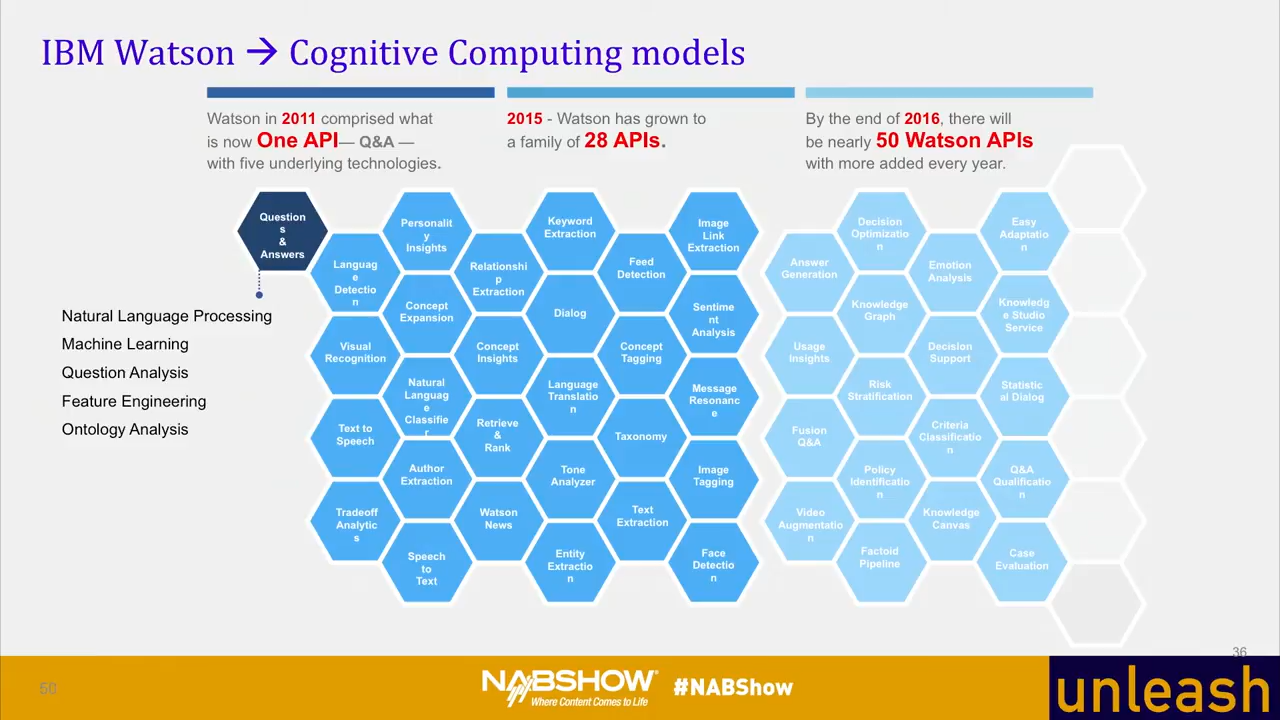 IBM Watson → Cognitive Computing models
Watson in 2011 comprised what
is now One API— Q&A —
with five underlying technologies.
2015 - Watson has grown to
a family of 28 APIs.
By the end of 2016, there will
be nearly 50 Watson APIs
with more added every year.
Question
s
&
Answers
Natural Language Processing
Machine Learning
Question Analysis
Feature Engineering
Ontology Analysis
Languag
e
Detectio
n
Visual
Recognition
Text to
Speech
Tradeoff
Analytic
s
Personalit
y
Insights
Concept
Expansion
Natural
Languag
e
Classifie
r
Author
Extraction
Speech
to
Text
Relationshi
p
Extraction
Concept
Insights
Retrieve
&
Rank
Watson
News
Keyword
Extraction
Dialog
Language
Translatio
n
Tone
Analyzer
Entity
Extractio
n
Feed
Detection
Concept
Tagging
Taxonomy
Text
Extraction
Image
Link
Extraction
Sentime
nt
Analysis
Message
Resonanc
e
Image
Tagging
Face
Detectio
n
Answer
Generation
Usage
Insights
Fusion
Q&A
Video
Augmentatio
n
Decision
Optimizatio
n
Knowledge
Graph
Risk
Stratification
Policy
Identificatio
n
Factoid
Pipeline
Emotion
Analysis
Decision
Support
Criteria
Classificatio
n
Knowledge
Canvas
Easy
Adaptatio
n
Knowledg
e Studio
Service
Statistic
al Dialog
Q&A
Qualificatio
n
Case
Evaluation
36
50
NABSHOW®
Where Content Comes to Life
#NABShow
unleash